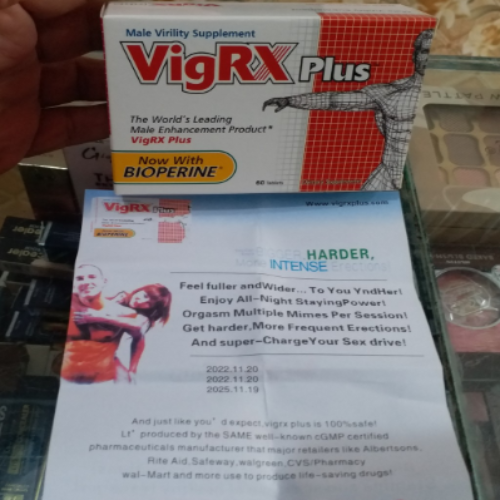 Male Virility Supplement
VigRX Plus
The World's Leading
Male Enhancement Product*
VigRX Plus
Now With
BIOPERINE
60 tablets
www.vigrxplus.com
VigRX Plus
HARDER,
INTENSE Erections!
Feel fuller andWider... To You YndHer!
Enjoy All-Night StayingPower!
Orgasm Multiple Mimes Per Session!
Get harder,More Frequent Erections!
And super-ChargeYour Sex drive!
2022.11.20
2022.11.20
2025.11.19
And just like you' d expact,vigrx plus is 100%safe!
Lt' produced by the SAME well-known cGMP certified
pharmaceuticals manufacturer that major retailers like Albertsons,
Rite Aid,Safeway,walgreen,CVS/Pharmacy
wal-Mart and more use to produce life-saving drugs!